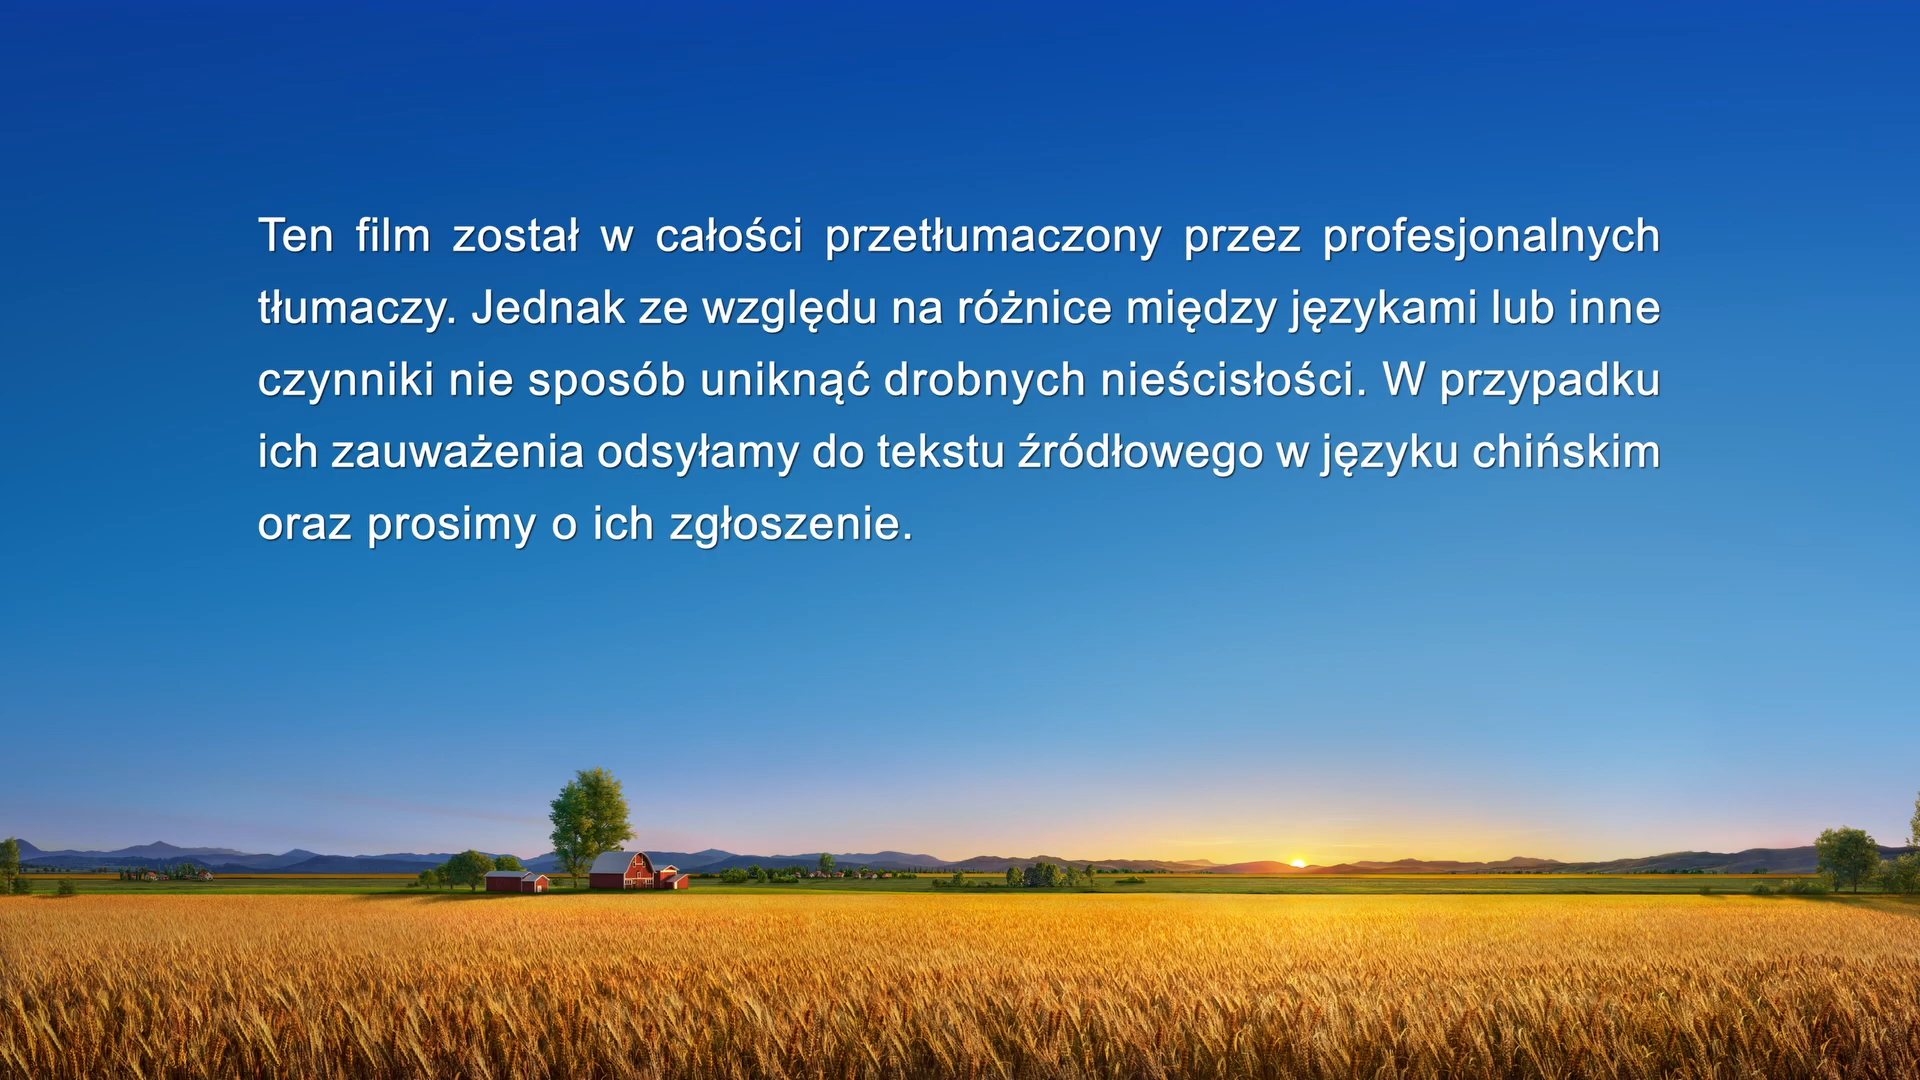 Ten film został w całości przetłumaczony przez profesjonalnych
tłumaczy. Jednak ze względu na różnice między językami lub inne
czynniki nie sposób uniknąć drobnych nieścisłości. W przypadku
ich zauważenia odsyłamy do tekstu źródłowego w języku chińskim
oraz prosimy o ich zgłoszenie.